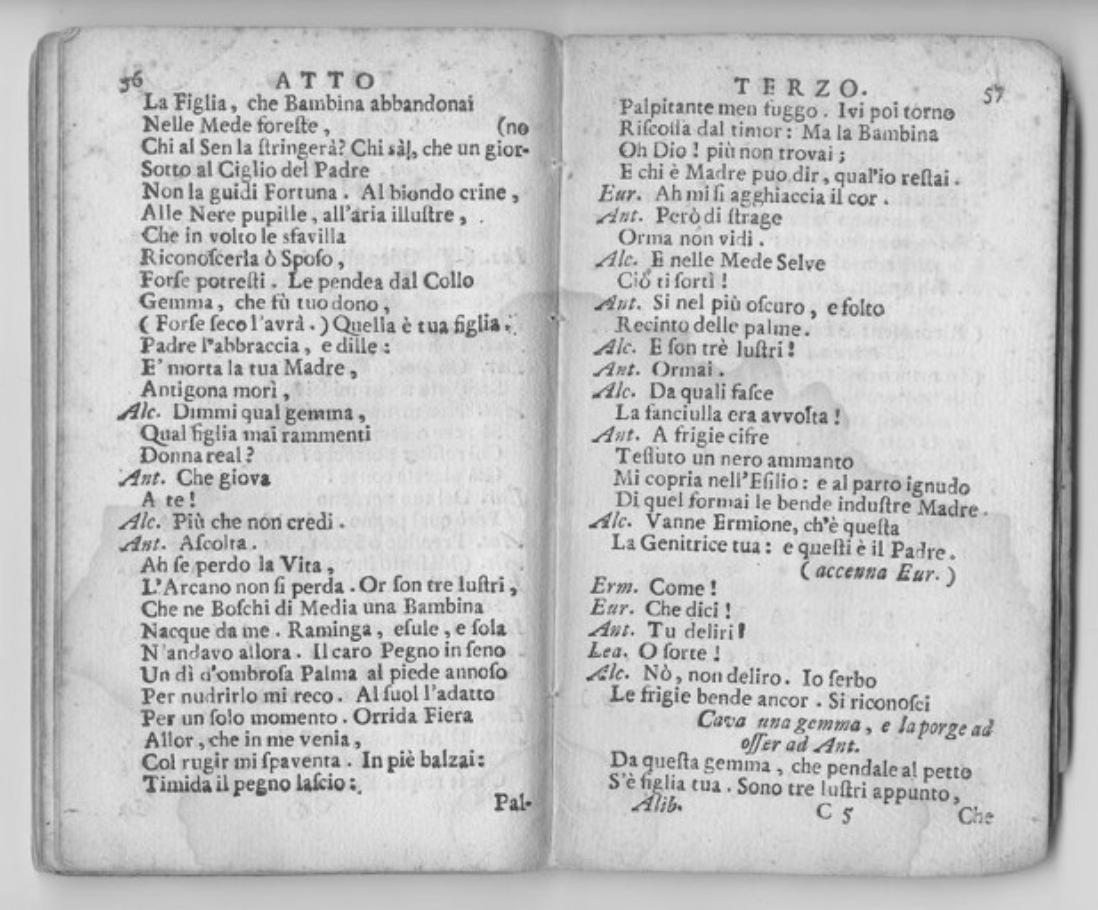 56 ATTO
La Figlia, che Bambina abbandonai
Nelle Mede foreſte, (no
Chi al Sen la ſtringerà? Chi sà!, che un gior-
Sotto al Ciglio del Padre
Non la guidi Fortuna. Al biondo crine,
Alle Nere pupille, all'aria illuſtre,
Che in volto le sfavilla
Riconoſcerla ò Spoſo,
Forſe potreſti. Le pendea dal Collo
Gemma, che fù tuo dono,
(Forſe ſeco l'avrà.) Quella è tua figlia.
Padre l'abbraccia, e dille:
E' morta la tua Madre,
Antigona morì,
Alc. Dimmi qual gemma,
Qual figlia mai rammenti
Donna real?
Ant. Che giova
A te!
Alc. Più che non credi.
Ant. Aſcolta.
Ah ſe perdo la Vita,
L'Arcano non ſi perda. Or ſon tre luſtri,
Che ne Boſchi di Media una Bambina
Nacque da me. Raminga, eſule, e ſola
N'andavo allora. Il caro Pegno in ſeno
Un dì d'ombroſa Palma al piede annoſo
Per nudrirlo mi reco. Al ſuol l'adatto
Per un ſolo momento. Orrida Fiera
Allor, che in me venia,
Col rugir mi ſpaventa. In piè balzai:
Timida il pegno laſcio:
Pal-
TERZO. 57
Palpitante men fuggo. Ivi poi torno
Riſcoſſa dal timor: Ma la Bambina
Oh Dio! più non trovai;
E chi è Madre puo dir, qual'io reſtai.
Eur. Ah mi ſi agghiaccia il cor.
Ant. Però di ſtrage
Orma non vidi.
Alc. E nelle Mede Selve
Ciò ti ſortì!
Ant. Si nel più oſcuro, e folto
Recinto delle palme.
Alc. E ſon trè luſtri!
Ant. Ormai.
Alc. Da quali faſce
La fanciulla era avvolta!
Ant. A frigie cifre
Teſſuto un nero ammanto
Mi copria nell'Eſilio: e al parto ignudo
Di quel formai le bende induſtre Madre.
Alc. Vanne Ermione, ch'è queſta
La Genitrice tua: e queſti è il Padre.
(accenna Eur.)
Erm. Come!
Eur. Che dici!
Ant. Tu deliri!
Lea. O ſorte!
Alc. Nò, non deliro. Io ſerbo
Le frigie bende ancor. Si riconoſci
Cava una gemma, e la porge ad
oſſer ad Ant.
Da queſta gemma, che pendale al petto
S'è figlia tua. Sono tre luſtri appunto,
Alib. C 5 Che